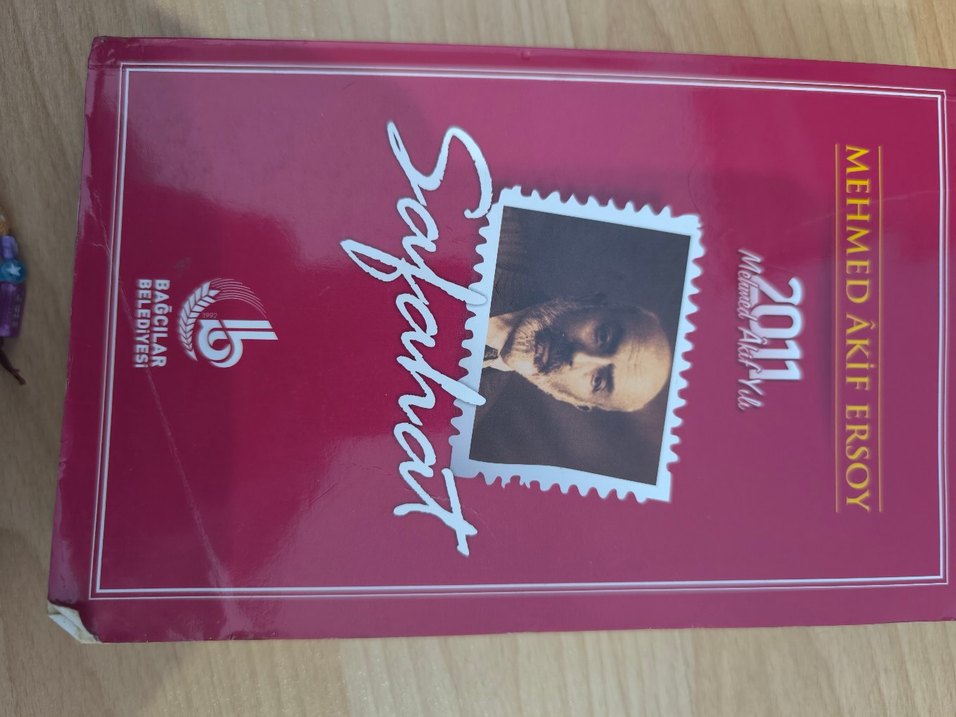 MEHMED ÂKİF ERSOY
2011
Mehmed Âkif Yılı
Safahat
1992
BAĞCILAR
BELEDİYESİ